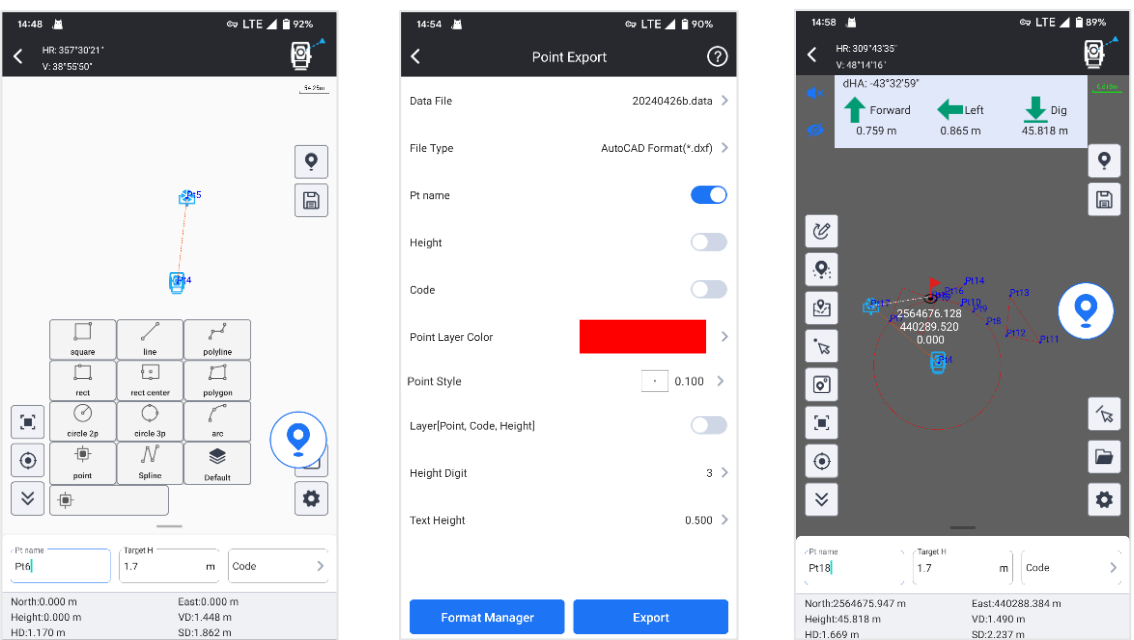 14:48 LTE 92%
HR: 357°30'21"
V: 38°55'50"
54.25m
Pt5
Pt4
square line polyline
rect rect center polygon
circle 2p circle 3p arc
point Spline Default
Pt name Target H
Pt6 1.7 m Code
North:0.000 m East:0.000 m
Height:0.000 m VD:1.448 m
HD:1.170 m SD:1.862 m
14:54 LTE 90%
Point Export
Data File 20240426b.data
File Type AutoCAD Format(*.dxf)
Pt name
Height
Code
Point Layer Color
Point Style 0.100
Layer[Point, Code, Height]
Height Digit 3
Text Height 0.500
Format Manager Export
14:58 LTE 89%
HR: 309°43'35"
V: 48°14'16"
dHA: -43°32'59"
Forward Left Dig
0.759 m 0.865 m 45.818 m
Pt14
Pt16 Pt13
Pt17 Pt10
Pt9
Pt8
Pt12
Pt11
2564676.128
440289.520
0.000
Pt4
Pt name Target H
Pt18 1.7 m Code
North:2564675.947 m East:440288.384 m
Height:45.818 m VD:1.490 m
HD:1.669 m SD:2.237 m